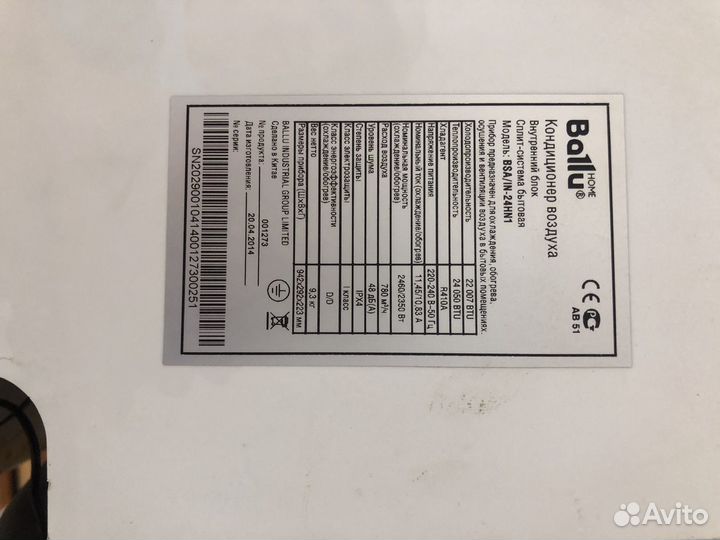 Ballu®
HOME
CE PG
АВ 51
Кондиционер воздуха
Внутренний блок
Сплит-система бытовая
Модель: BSA/IN-24HN1
Прибор предназначен для охлаждения, обогрева,
осушения и вентиляции воздуха в бытовых помещениях.
Холодопроизводительность 22 007 BTU
Теплопроизводительность 24 050 BTU
Хладагент R410A
Напряжение питания 220-240 В~50 Гц
Номинальный ток (охлаждение/обогрев) 11,45/10,83 А
Номинальная мощность (охлаждение/обогрев) 2460/2350 Вт
Расход воздуха 780 м³/ч
Уровень шума 48 дБ(А)
Степень защиты IPX4
Класс электрозащиты I класс
Класс энергоэффективности (охлаждение/обогрев) D/D
Вес нетто 9,3 кг
Размеры прибора (ШхВхГ) 942x292x223 мм
BALLU INDUSTRIAL GROUP LIMITED
Сделано в Китае
№ продукта: 001273
Дата изготовления: 20.04.2014
№ серии:
SN2029001041400127300251
Avito